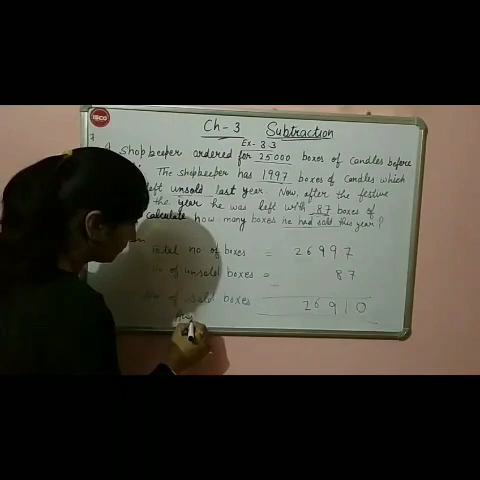 ISCO
Ch-3 Subtraction
Ex-3.3
7 A shopkeeper ordered for 25000 boxes of candles before
The shopkeeper has 1997 boxes of candles which
left unsold last year. Now, after the festive
the year he was left with 87 boxes of
calculate how many boxes he had sold this year?
Total no of boxes = 26997
No of unsold boxes = 87
No of sold boxes 26910